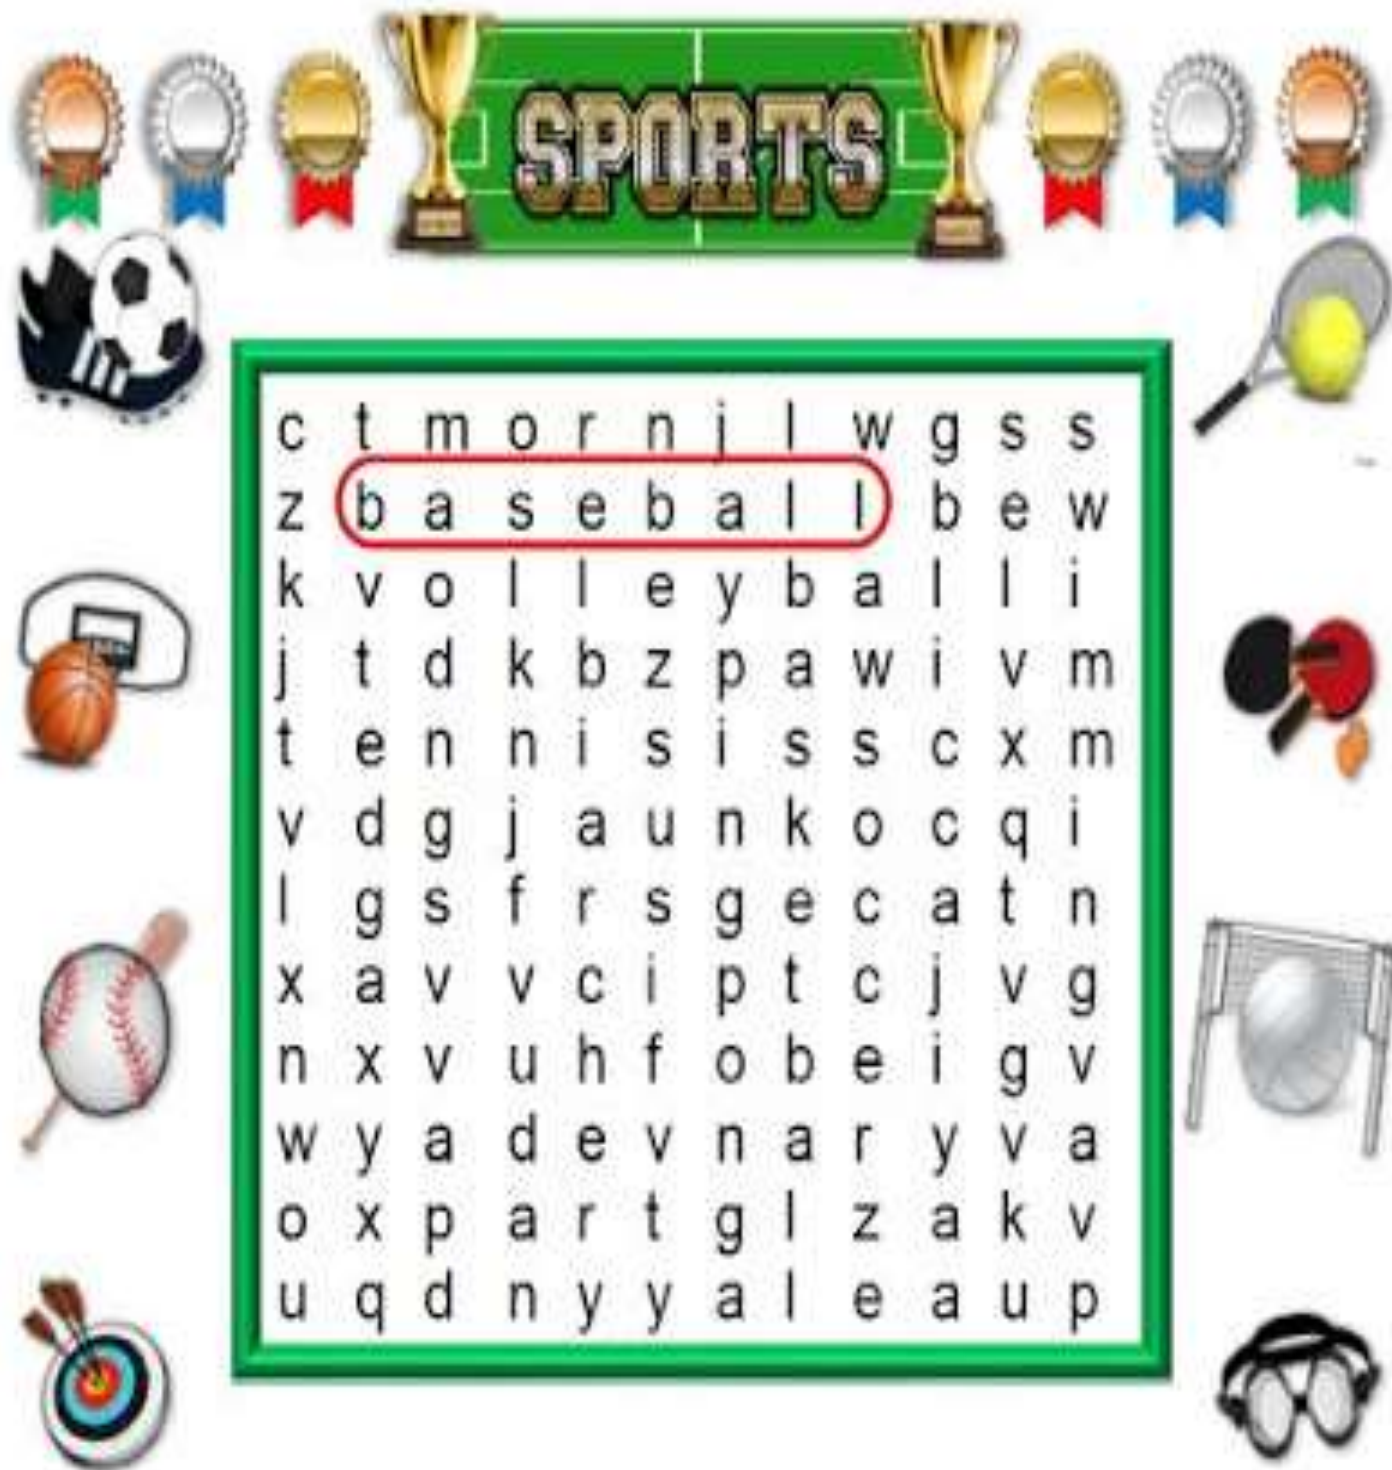 SPORTS
c t m o r n j l w g s s
z b a s e b a l l b e w
k v o l l e y b a l l i
j t d k b z p a w i v m
t e n n i s i s s c x m
v d g j a u n k o c q i
l g s f r s g e c a t n
x a v v c i p t c j v g
n x v u h f o b e i g v
w y a d e v n a r y v a
o x p a r t g l z a k v
u q d n y y a l e a u p